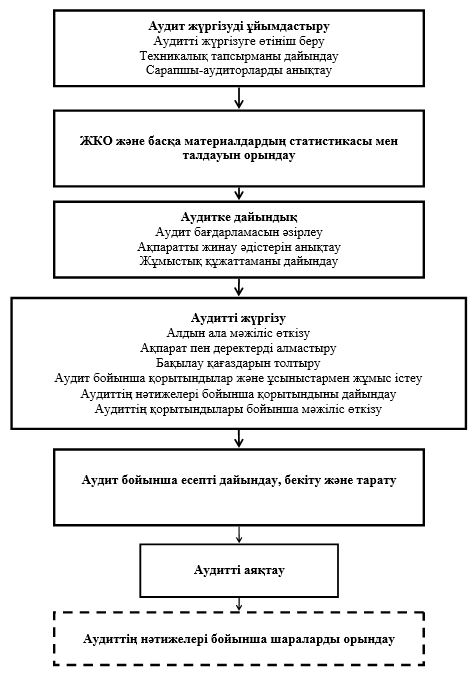 Аудит жүргізуді ұйымдастыру
Аудитті жүргізуге өтініш беру
Техникалық тапсырманы дайындау
Сарапшы-аудиторларды анықтау
ЖКО және басқа материалдардың статистикасы мен
талдауын орындау
Аудитке дайындық
Аудит бағдарламасын әзірлеу
Ақпаратты жинау әдістерін анықтау
Жұмыстық құжаттаманы дайындау
Аудитті жүргізу
Алдын ала мәжіліс өткізу
Ақпарат пен деректерді алмастыру
Бақылау қағаздарын толтыру
Аудит бойынша қорытындылар және ұсыныстармен жұмыс істеу
Аудиттің нәтижелері бойынша қорытындыны дайындау
Аудиттің қорытындылары бойынша мәжіліс өткізу
Аудит бойынша есепті дайындау, бекіту және тарату
Аудитті аяқтау
Аудиттің нәтижелері бойынша шараларды орындау